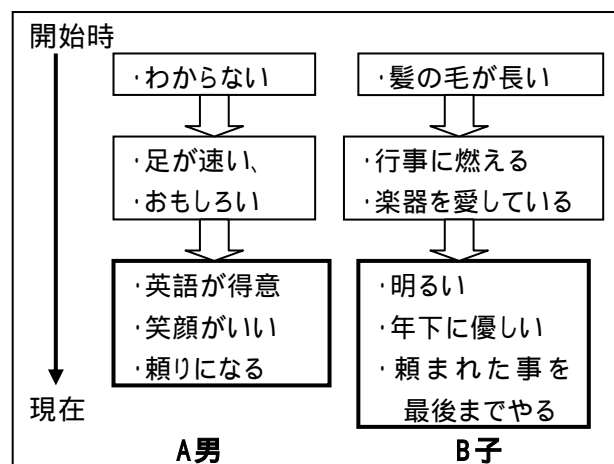 開始時
・わからない
・足が速い、
・おもしろい
・英語が得意
・笑顔がいい
・頼りになる
・髪の毛が長い
・行事に燃える
・楽器を愛している
・明るい
・年下に優しい
・頼まれた事を
最後までやる
現在
A男
B子